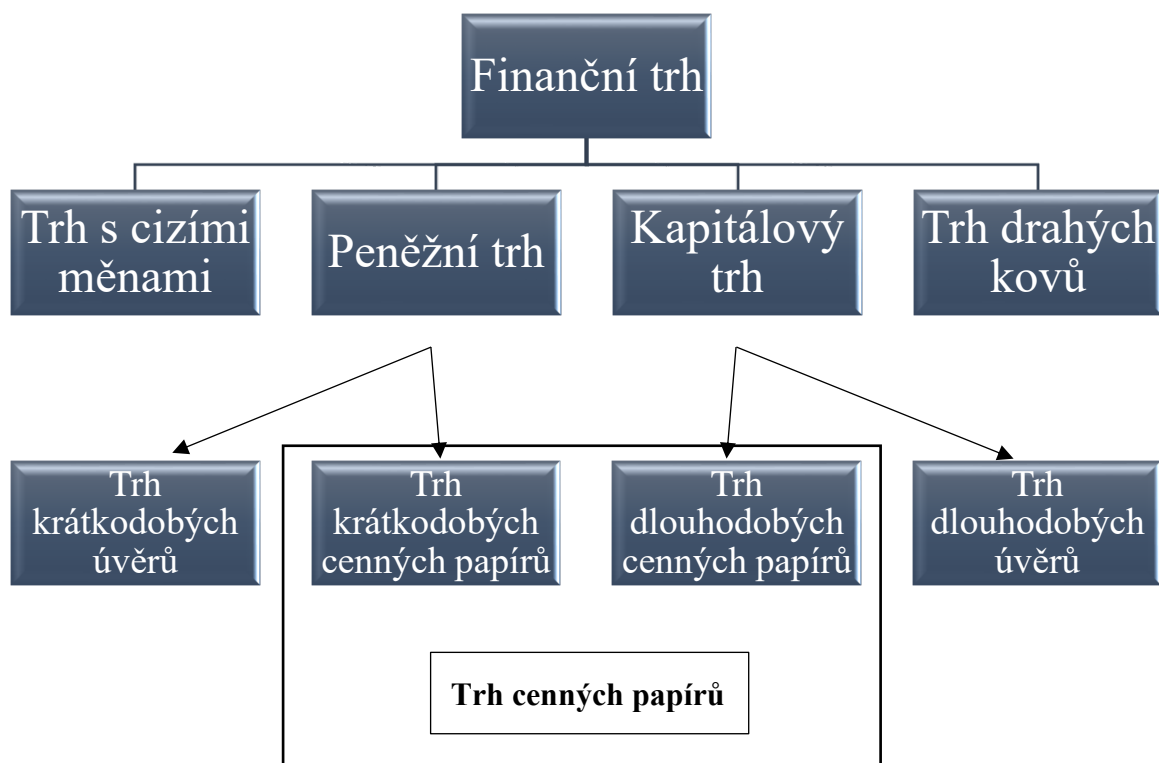 Finanční trh
Trh s cizími
měnami
Peněžní trh
Kapitálový
trh
Trh drahých
kovů
Trh
krátkodobých
úvěrů
Trh
krátkodobých
cenných papírů
Trh
dlouhodobých
cenných papírů
Trh
dlouhodobých
úvěrů
Trh cenných papírů